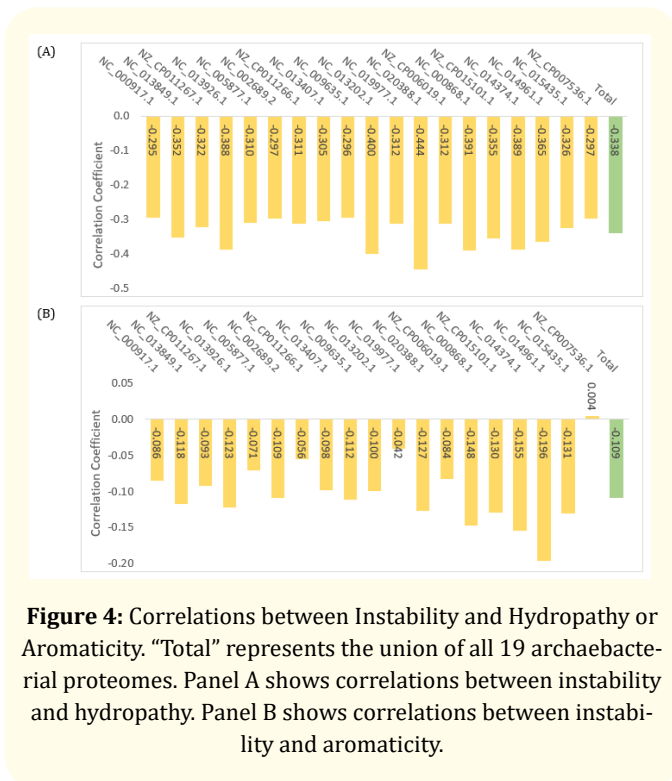 (A)
NC_000917.1
NC_013849.1
NZ_CP011267.1
NC_013926.1
NC_005877.1
NC_002689.2
NZ_CP011266.1
NC_013407.1
NC_009635.1
NC_013202.1
NC_019977.1
NC_020388.1
NZ_CP006019.1
NC_000868.1
NZ_CP015101.1
NC_014374.1
NC_014961.1
NC_015435.1
NZ_CP007536.1
Total
Correlation Coefficient
0.0
-0.1
-0.2
-0.3
-0.4
-0.5
-0.295
-0.352
-0.322
-0.388
-0.310
-0.297
-0.311
-0.305
-0.296
-0.400
-0.312
-0.444
-0.312
-0.391
-0.355
-0.389
-0.365
-0.326
-0.297
-0.338
(B)
NC_000917.1
NC_013849.1
NZ_CP011267.1
NC_013926.1
NC_005877.1
NC_002689.2
NZ_CP011266.1
NC_013407.1
NC_009635.1
NC_013202.1
NC_019977.1
NC_020388.1
NZ_CP006019.1
NC_000868.1
NZ_CP015101.1
NC_014374.1
NC_014961.1
NC_015435.1
NZ_CP007536.1
Total
Correlation Coefficient
0.05
0.00
-0.05
-0.10
-0.15
-0.20
-0.086
-0.118
-0.093
-0.123
-0.071
-0.109
-0.056
-0.098
-0.112
-0.100
-0.042
-0.127
-0.084
-0.148
-0.130
-0.155
-0.196
-0.131
0.004
-0.109
Figure 4: Correlations between Instability and Hydropathy or
Aromaticity. “Total” represents the union of all 19 archaebacte-
rial proteomes. Panel A shows correlations between instability
and hydropathy. Panel B shows correlations between instabi-
lity and aromaticity.